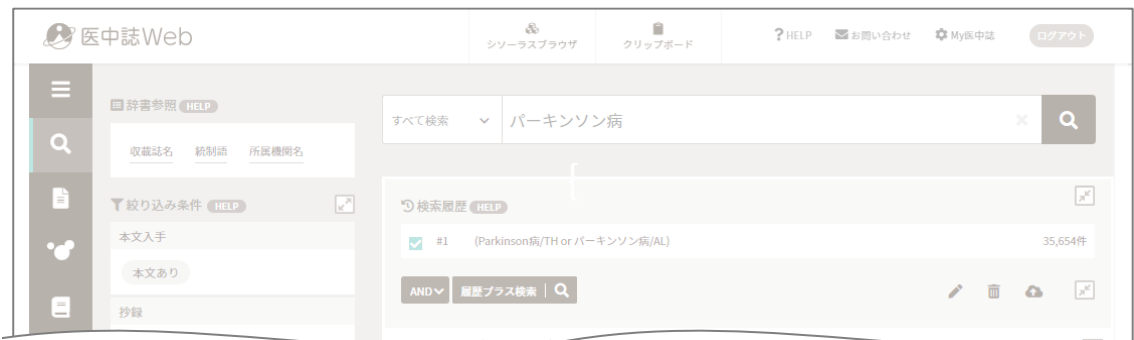 医中誌Web
シソーラスブラウザ
クリップボード
?HELP
お問い合わせ
My医中誌
ログアウト
辞書参照 HELP
収載誌名 統制語 所属機関名
絞り込み条件 HELP
本文入手
本文あり
抄録
すべて検索
パーキンソン病
検索履歴 HELP
#1 (Parkinson病/TH or パーキンソン病/AL) 35,654件
AND 履歴プラス検索